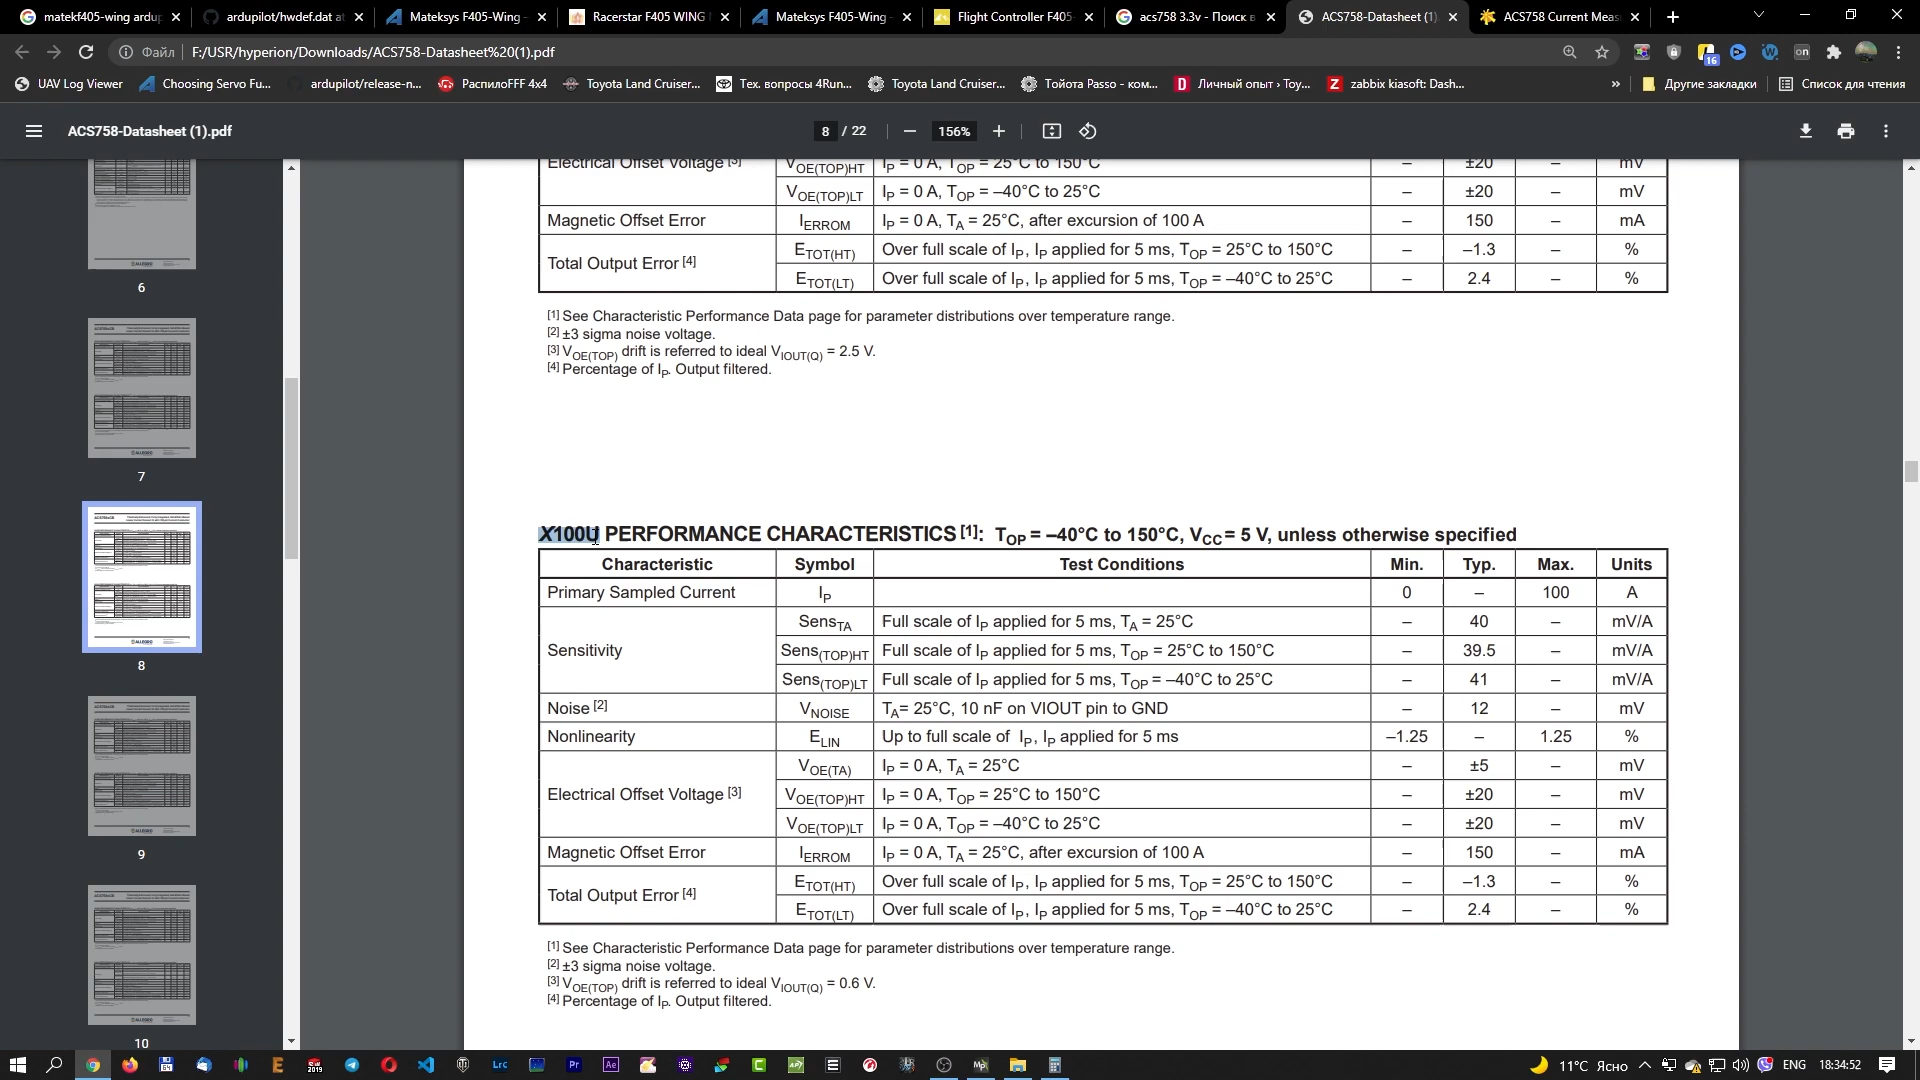 matekf405-wing ardup
ardupilot/hwdef.dat at
Mateksys F405-Wing -
Racerstar F405 WING
Mateksys F405-Wing -
Flight Controller F405-
acs758 3.3v - Поиск в
ACS758-Datasheet (1).
ACS758 Current Meas
Файл F:/USR/hyperion/Downloads/ACS758-Datasheet%20(1).pdf
16
on
UAV Log Viewer
Choosing Servo Fu...
ardupilot/release-n...
РаспилоFFF 4x4
Toyota Land Cruiser...
Тех. вопросы 4Run...
Toyota Land Cruiser...
Тойота Passo - ком...
D Личный опыт › Toy...
Z zabbix kiasoft: Dash...
»
Другие закладки
Список для чтения
ACS758-Datasheet (1).pdf
8 / 22
156%
6
7
8
9
10
Electrical Offset Voltage [3] VOE(TOP)HT IP = 0 A, TOP = 25°C to 150°C – ±20 – mV
VOE(TOP)LT IP = 0 A, TOP = –40°C to 25°C – ±20 – mV
Magnetic Offset Error IERROM IP = 0 A, TA = 25°C, after excursion of 100 A – 150 – mA
Total Output Error [4] ETOT(HT) Over full scale of IP, IP applied for 5 ms, TOP = 25°C to 150°C – –1.3 – %
ETOT(LT) Over full scale of IP, IP applied for 5 ms, TOP = –40°C to 25°C – 2.4 – %
[1] See Characteristic Performance Data page for parameter distributions over temperature range.
[2] ±3 sigma noise voltage.
[3] VOE(TOP) drift is referred to ideal VIOUT(Q) = 2.5 V.
[4] Percentage of IP. Output filtered.
X100U PERFORMANCE CHARACTERISTICS [1]: TOP = –40°C to 150°C, VCC = 5 V, unless otherwise specified
Characteristic Symbol Test Conditions Min. Typ. Max. Units
Primary Sampled Current IP 0 – 100 A
Sensitivity SensTA Full scale of IP applied for 5 ms, TA = 25°C – 40 – mV/A
Sens(TOP)HT Full scale of IP applied for 5 ms, TOP = 25°C to 150°C – 39.5 – mV/A
Sens(TOP)LT Full scale of IP applied for 5 ms, TOP = –40°C to 25°C – 41 – mV/A
Noise [2] VNOISE TA= 25°C, 10 nF on VIOUT pin to GND – 12 – mV
Nonlinearity ELIN Up to full scale of IP, IP applied for 5 ms –1.25 – 1.25 %
Electrical Offset Voltage [3] VOE(TA) IP = 0 A, TA = 25°C – ±5 – mV
VOE(TOP)HT IP = 0 A, TOP = 25°C to 150°C – ±20 – mV
VOE(TOP)LT IP = 0 A, TOP = –40°C to 25°C – ±20 – mV
Magnetic Offset Error IERROM IP = 0 A, TA = 25°C, after excursion of 100 A – 150 – mA
Total Output Error [4] ETOT(HT) Over full scale of IP, IP applied for 5 ms, TOP = 25°C to 150°C – –1.3 – %
ETOT(LT) Over full scale of IP, IP applied for 5 ms, TOP = –40°C to 25°C – 2.4 – %
[1] See Characteristic Performance Data page for parameter distributions over temperature range.
[2] ±3 sigma noise voltage.
[3] VOE(TOP) drift is referred to ideal VIOUT(Q) = 0.6 V.
[4] Percentage of IP. Output filtered.
2019
Lrc
Pr
Ae
11°C Ясно
ENG
18:34:52